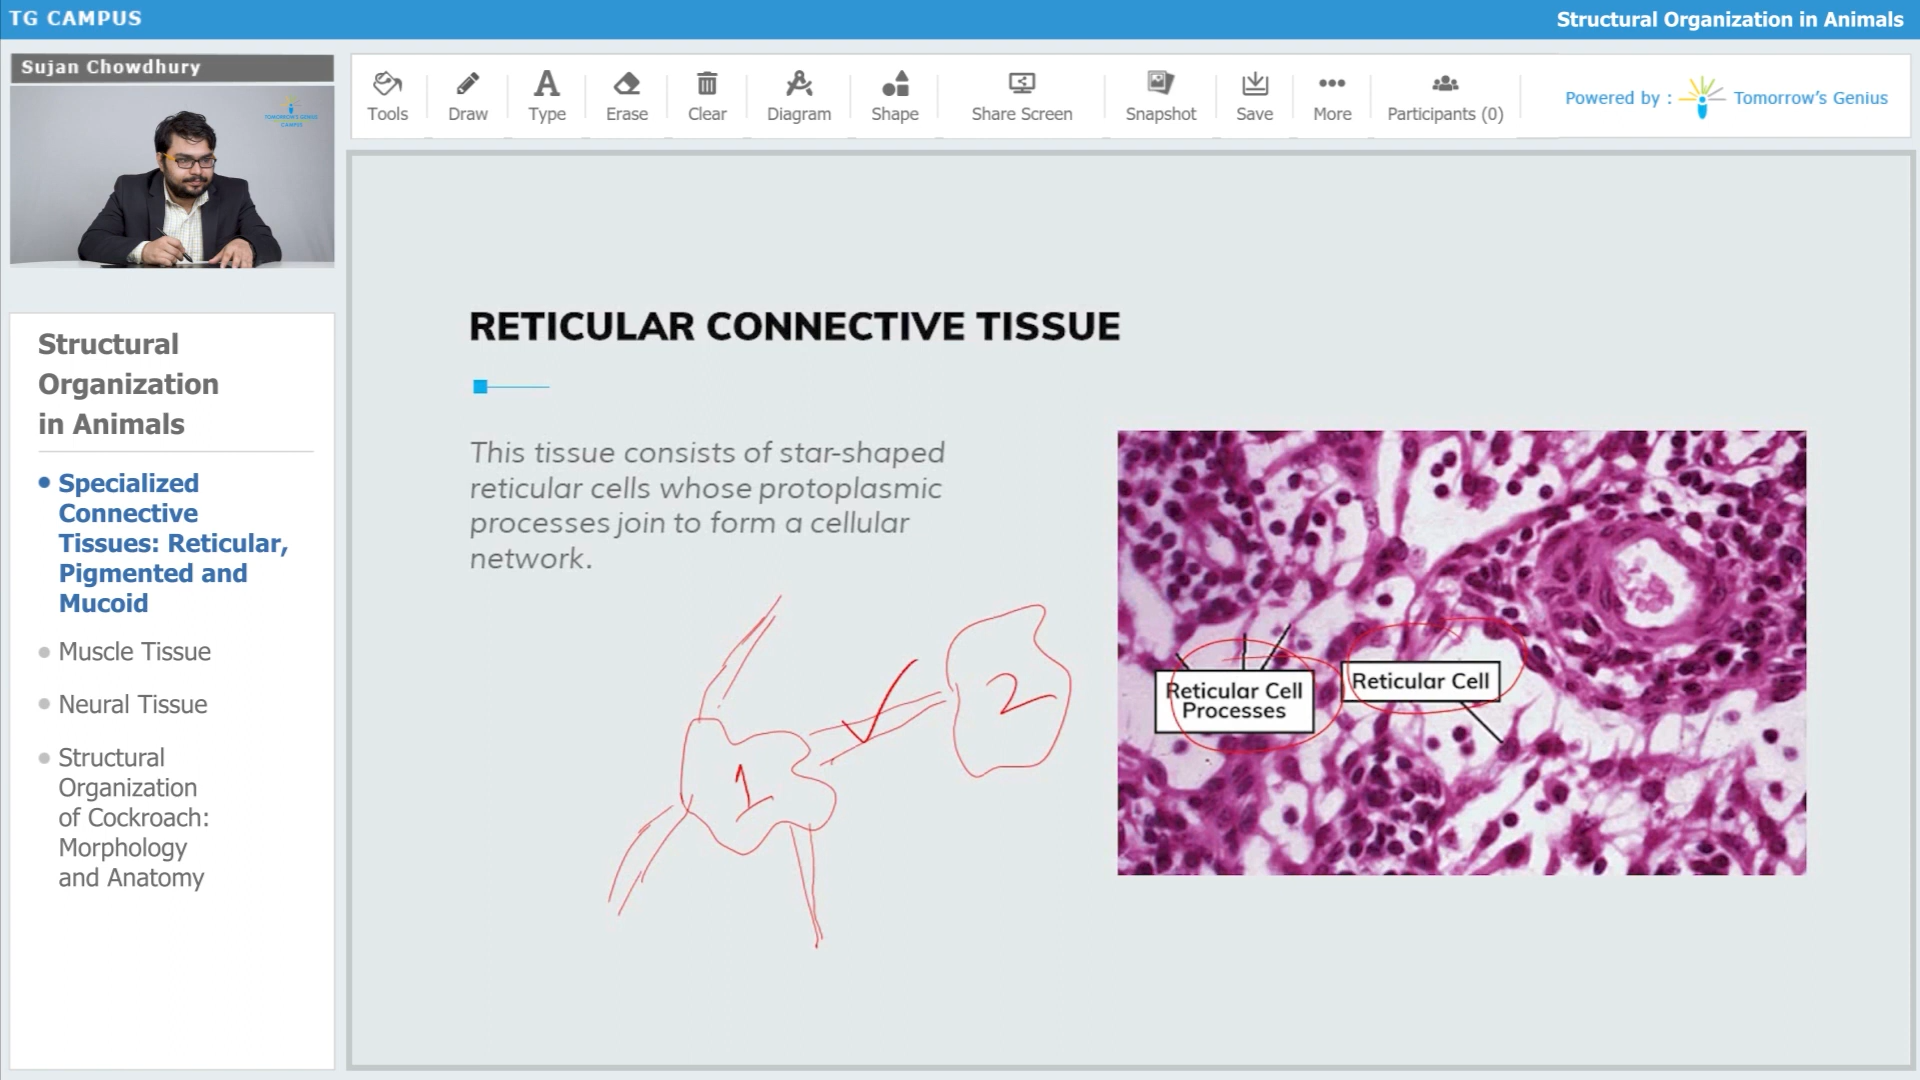 TG CAMPUS
Structural Organization in Animals
Sujan Chowdhury
TOMORROW'S GENIUS
CAMPUS
Tools
Draw
Type
Erase
Clear
Diagram
Shape
Share Screen
Snapshot
Save
More
Participants (0)
Powered by :
Tomorrow's Genius
Structural
Organization
in Animals
Specialized
Connective
Tissues: Reticular,
Pigmented and
Mucoid
Muscle Tissue
Neural Tissue
Structural
Organization
of Cockroach:
Morphology
and Anatomy
RETICULAR CONNECTIVE TISSUE
This tissue consists of star-shaped
reticular cells whose protoplasmic
processes join to form a cellular
network.
1
2
Reticular Cell
Processes
Reticular Cell